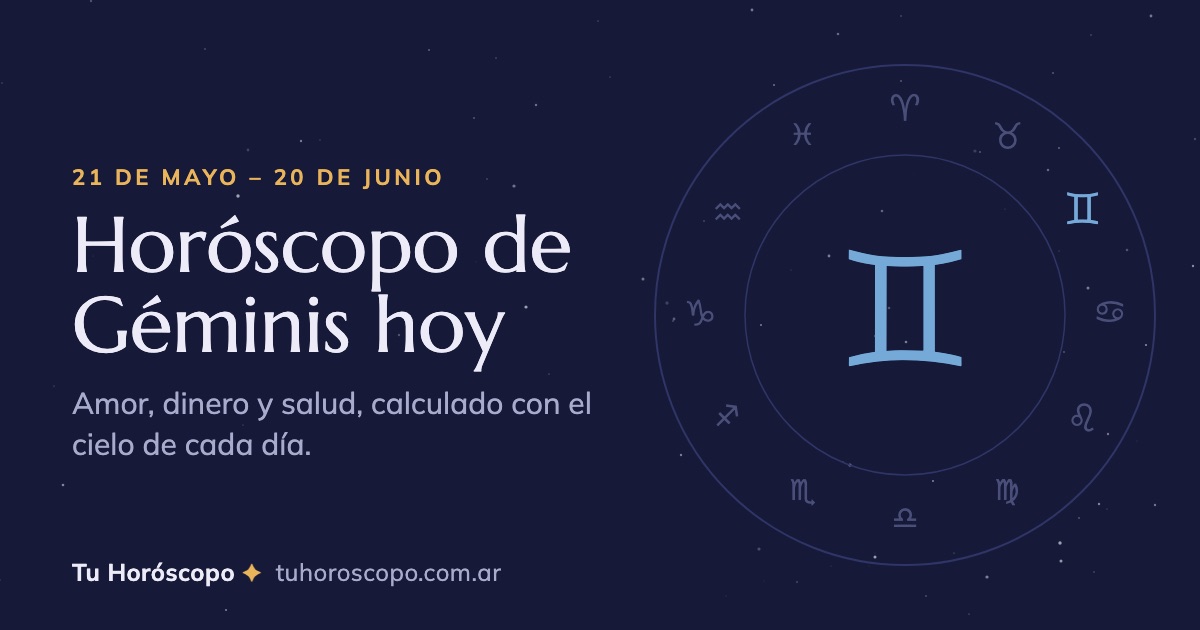 21 DE MAYO – 20 DE JUNIO
Horóscopo de
Géminis hoy
Amor, dinero y salud, calculado con el
cielo de cada día.
Tu Horóscopo ✦ tuhoroscopo.com.ar
♈
♉
♊
♋
♌
♍
♎
♏
♐
♑
♒
♓
♊